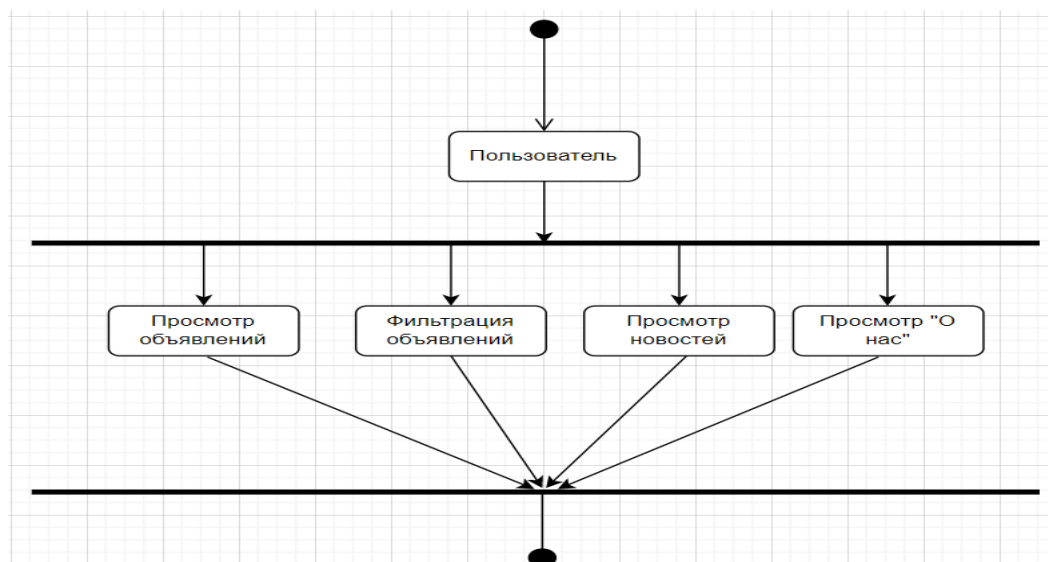 Пользователь
Просмотр
объявлений
Фильтрация
объявлений
Просмотр
новостей
Просмотр "О
нас"